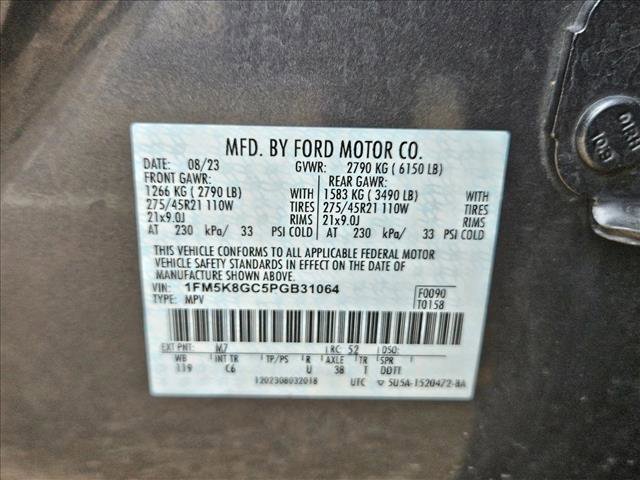 MFD. BY FORD MOTOR CO.
DATE: 08/23 GVWR: 2790 KG ( 6150 LB)
FRONT GAWR: REAR GAWR:
1266 KG ( 2790 LB) WITH 1583 KG ( 3490 LB) WITH
275/45R21 110W TIRES 275/45R21 110W TIRES
21x9.0J RIMS 21x9.0J RIMS
AT 230 kPa/ 33 PSI COLD AT 230 kPa/ 33 PSI COLD
THIS VEHICLE CONFORMS TO ALL APPLICABLE FEDERAL MOTOR
VEHICLE SAFETY STANDARDS IN EFFECT ON THE DATE OF
MANUFACTURE SHOWN ABOVE.
VIN: 1FM5K8GC5PGB31064 F0090
TYPE: MPV T0158
EXT PNT: M7 RC: 52 DSO:
WB INT TR TP/PS R AXLE TR SPR
119 C6 U 38 T DDTT
1202308032018 UTC 5U5A-1520472-BA